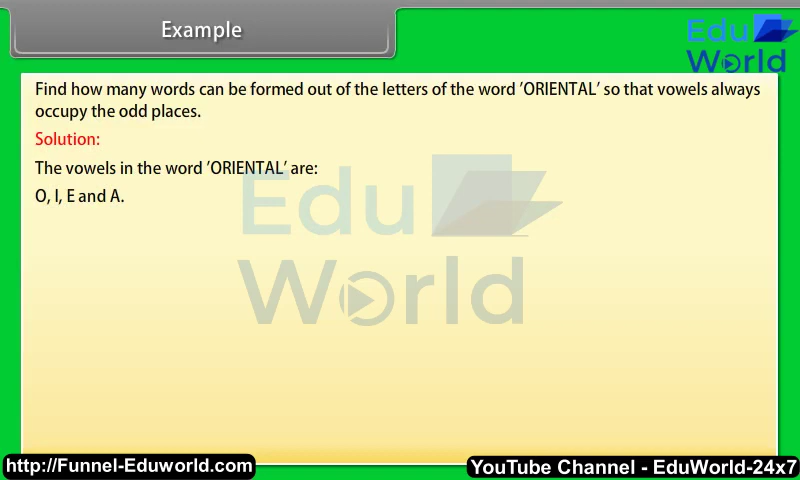 Example
Edu
World
Find how many words can be formed out of the letters of the word ’ORIENTAL’ so that vowels always
occupy the odd places.
Solution:
The vowels in the word ’ORIENTAL’ are:
O, I, E and A.
Edu
World
http://Funnel-Eduworld.com
YouTube Channel - EduWorld-24x7